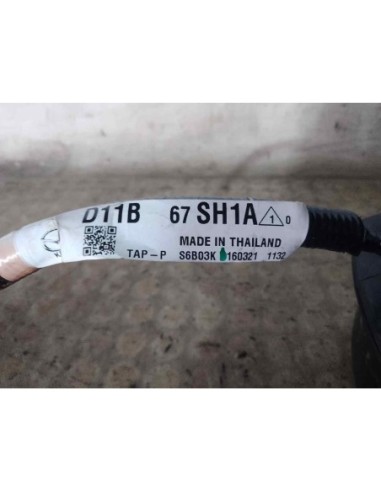 D11B 67 SH1A 1 0
MADE IN THAILAND
TAP-P S6B03K 160321 1132